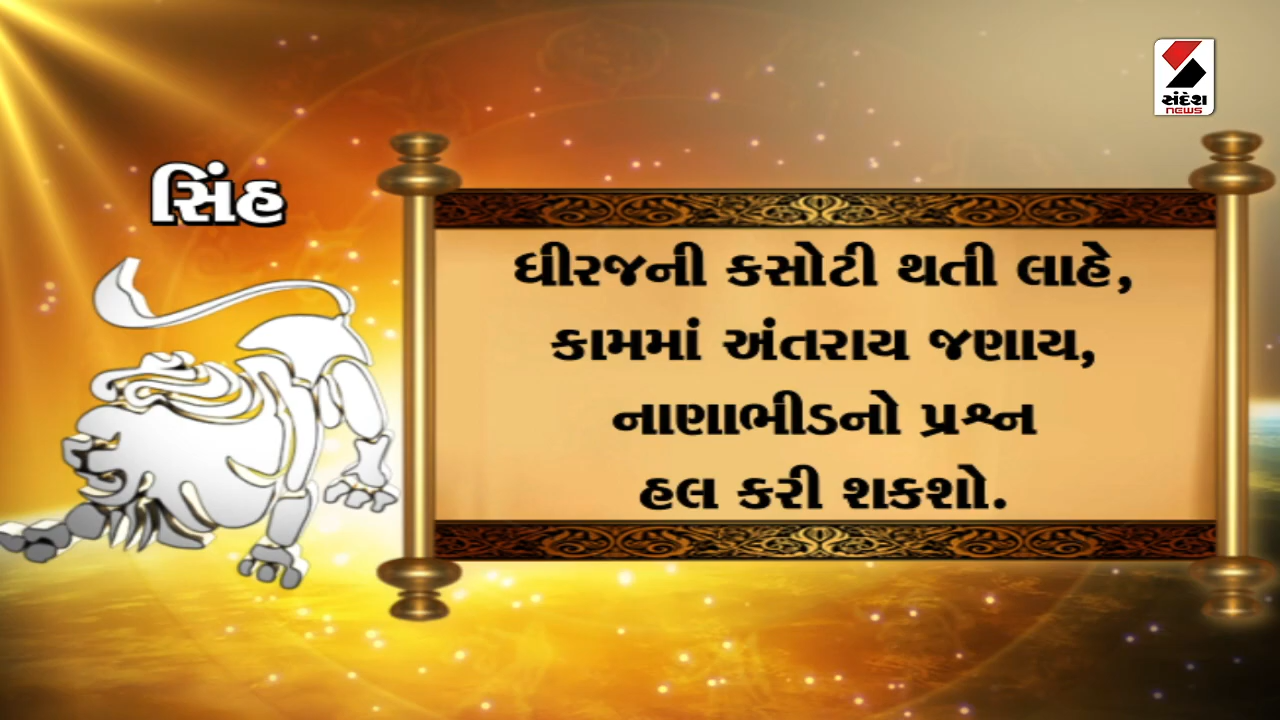 સંદેશ
NEWS
સિંહ
ધીરજની કસોટી થતી લાહે,
કામમાં અંતરાય જણાય,
નાણાભીડનો પ્રશ્ન
હલ કરી શકશો.